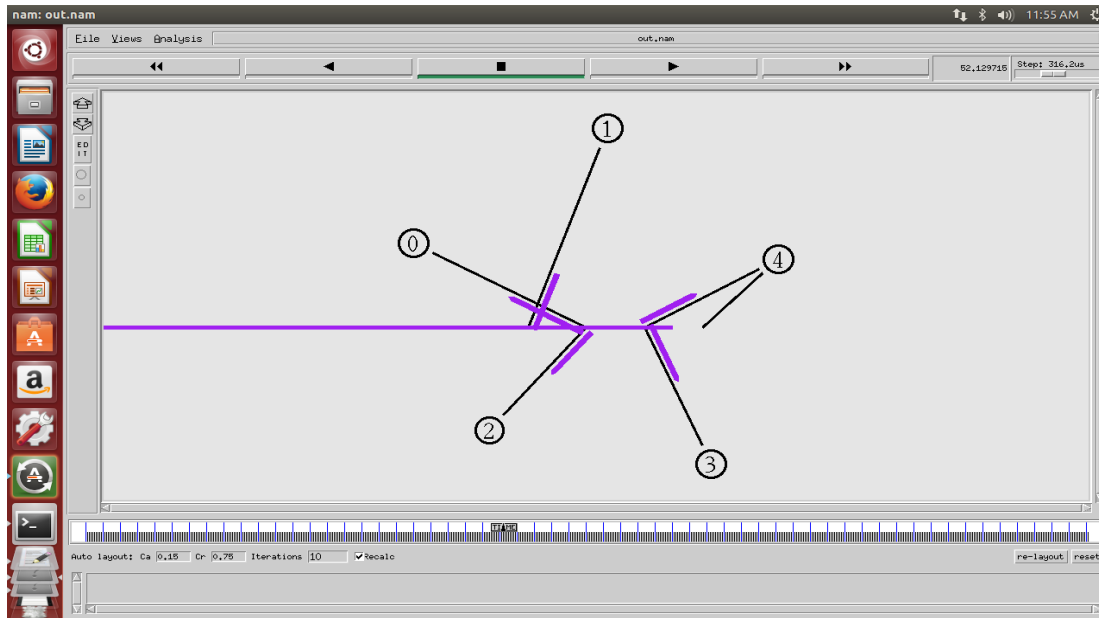 nam: out.nam
11:55 AM
File Views Analysis out.nam
52.129715 Step: 316.2us
ED
IT
1
0
4
2
3
TIME
Auto layout: Ca 0.15 Cr 0.75 Iterations 10 Recalc re-layout reset